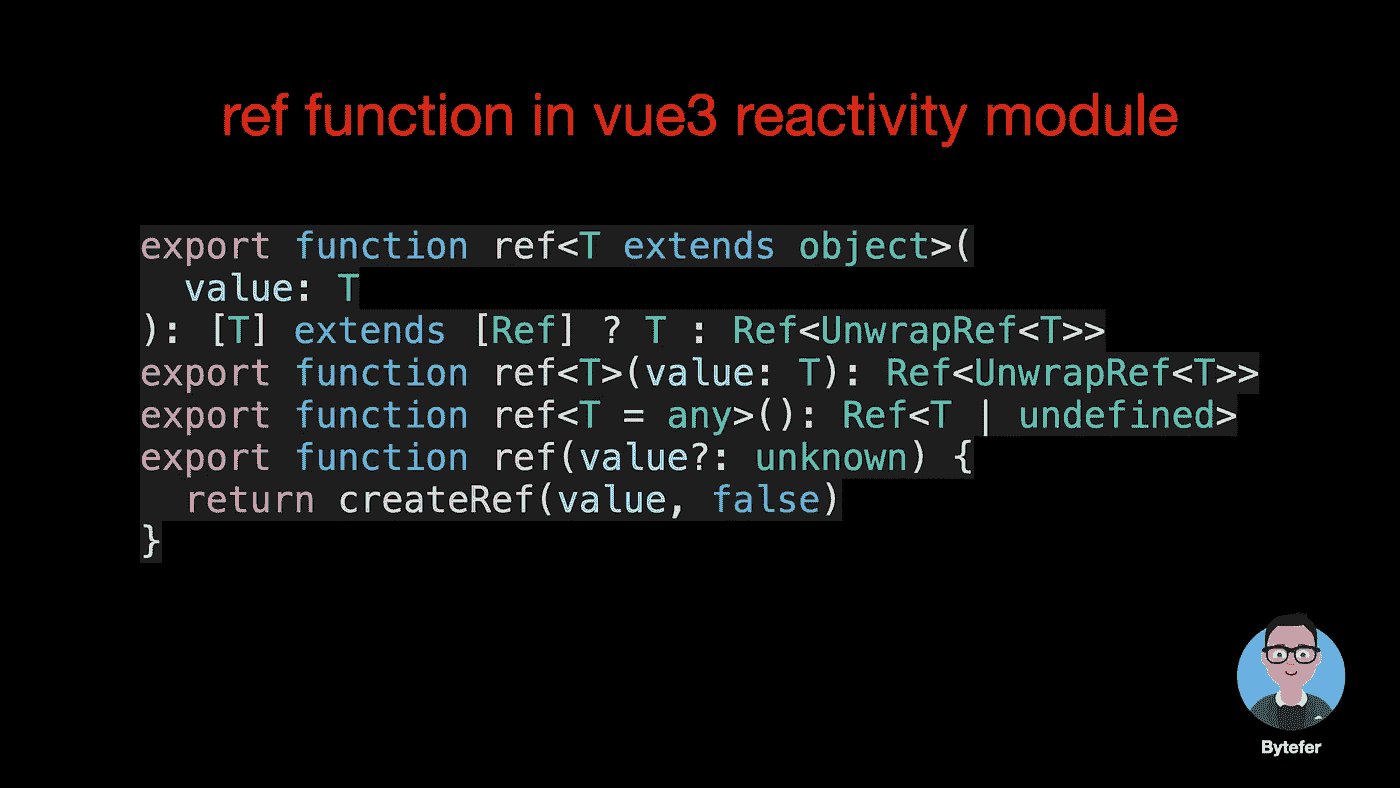 ref function in vue3 reactivity module
export function ref<T extends object>(
  value: T
): [T] extends [Ref] ? T : Ref<UnwrapRef<T>>
export function ref<T>(value: T): Ref<UnwrapRef<T>>
export function ref<T = any>(): Ref<T | undefined>
export function ref(value?: unknown) {
  return createRef(value, false)
}
Bytefer